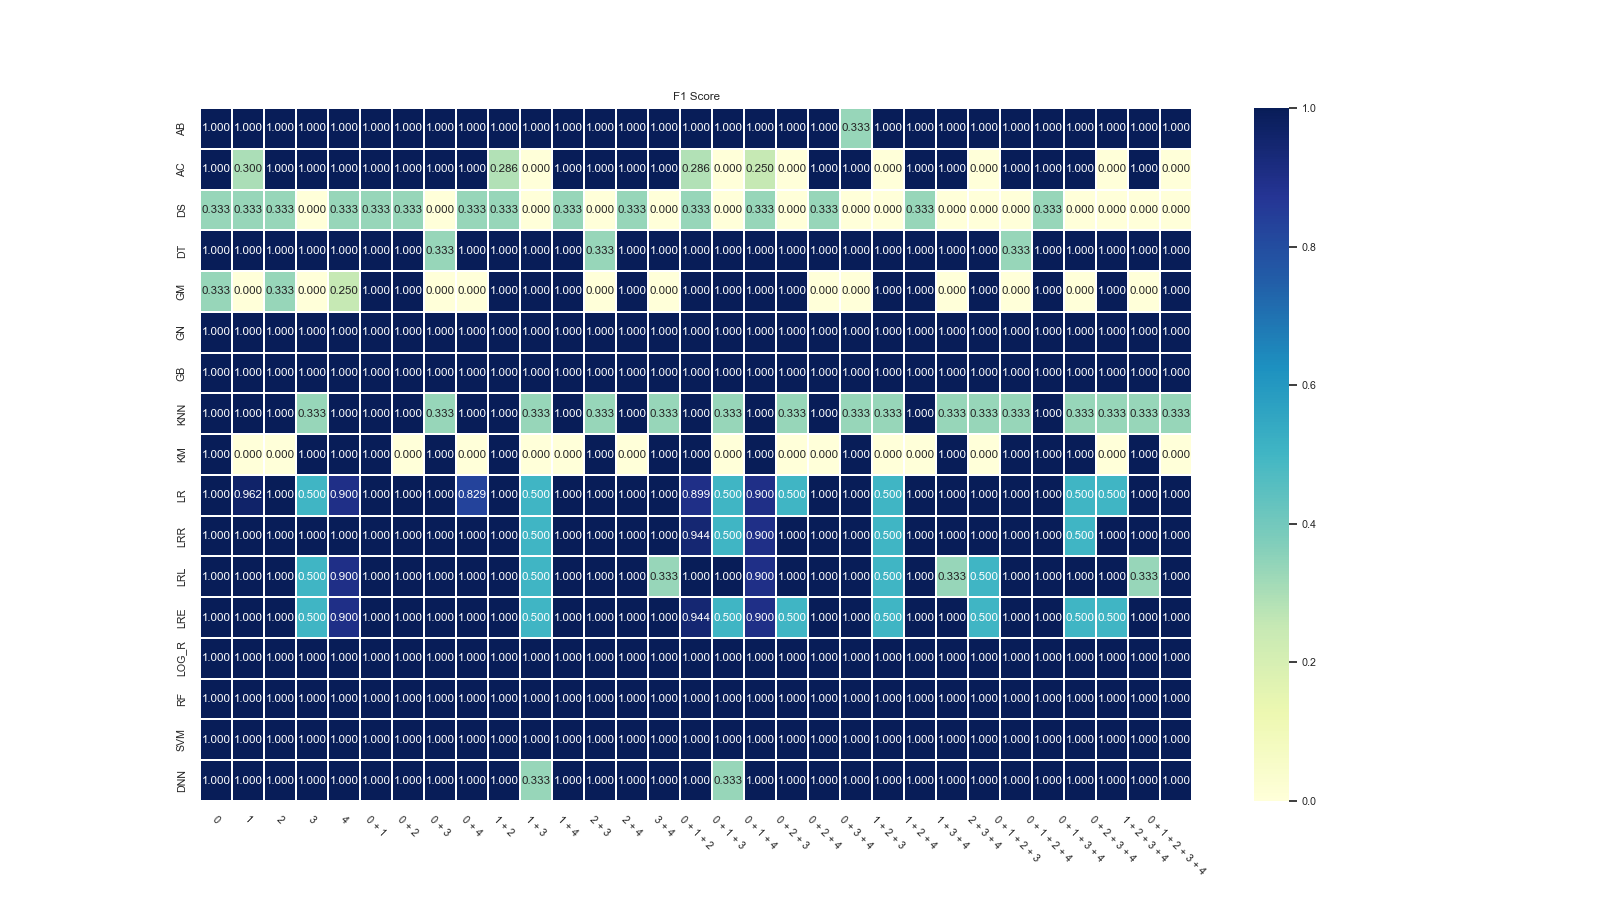 F1 Score
AB 1.000 1.000 1.000 1.000 1.000 1.000 1.000 1.000 1.000 1.000 1.000 1.000 1.000 1.000 1.000 1.000 1.000 1.000 1.000 1.000 0.333 1.000 1.000 1.000 1.000 1.000 1.000 1.000 1.000 1.000 1.000
AC 1.000 0.300 1.000 1.000 1.000 1.000 1.000 1.000 1.000 0.286 0.000 1.000 1.000 1.000 1.000 0.286 0.000 0.250 0.000 1.000 1.000 0.000 1.000 1.000 0.000 1.000 1.000 1.000 0.000 1.000 0.000
DS 0.333 0.333 0.333 0.000 0.333 0.333 0.333 0.000 0.333 0.333 0.000 0.333 0.000 0.333 0.000 0.333 0.000 0.333 0.000 0.333 0.000 0.000 0.333 0.000 0.000 0.000 0.333 0.000 0.000 0.000 0.000
DT 1.000 1.000 1.000 1.000 1.000 1.000 1.000 0.333 1.000 1.000 1.000 1.000 0.333 1.000 1.000 1.000 1.000 1.000 1.000 1.000 1.000 1.000 1.000 1.000 1.000 0.333 1.000 1.000 1.000 1.000 1.000
GM 0.333 0.000 0.333 0.000 0.250 1.000 1.000 0.000 0.000 1.000 1.000 1.000 0.000 1.000 0.000 1.000 1.000 1.000 1.000 0.000 0.000 1.000 1.000 0.000 1.000 0.000 1.000 0.000 1.000 0.000 1.000
GN 1.000 1.000 1.000 1.000 1.000 1.000 1.000 1.000 1.000 1.000 1.000 1.000 1.000 1.000 1.000 1.000 1.000 1.000 1.000 1.000 1.000 1.000 1.000 1.000 1.000 1.000 1.000 1.000 1.000 1.000 1.000
GB 1.000 1.000 1.000 1.000 1.000 1.000 1.000 1.000 1.000 1.000 1.000 1.000 1.000 1.000 1.000 1.000 1.000 1.000 1.000 1.000 1.000 1.000 1.000 1.000 1.000 1.000 1.000 1.000 1.000 1.000 1.000
KNN 1.000 1.000 1.000 0.333 1.000 1.000 1.000 0.333 1.000 1.000 0.333 1.000 0.333 1.000 0.333 1.000 0.333 1.000 0.333 1.000 0.333 0.333 1.000 0.333 0.333 0.333 1.000 0.333 0.333 0.333 0.333
KM 1.000 0.000 0.000 1.000 1.000 1.000 0.000 1.000 0.000 1.000 0.000 0.000 1.000 0.000 1.000 1.000 0.000 1.000 0.000 0.000 1.000 0.000 0.000 1.000 0.000 1.000 1.000 1.000 0.000 1.000 0.000
LR 1.000 0.962 1.000 0.500 0.900 1.000 1.000 1.000 0.829 1.000 0.500 1.000 1.000 1.000 1.000 0.899 0.500 0.900 0.500 1.000 1.000 0.500 1.000 1.000 1.000 1.000 1.000 0.500 0.500 1.000 1.000
LRR 1.000 1.000 1.000 1.000 1.000 1.000 1.000 1.000 1.000 1.000 0.500 1.000 1.000 1.000 1.000 0.944 0.500 0.900 1.000 1.000 1.000 0.500 1.000 1.000 1.000 1.000 1.000 0.500 1.000 1.000 1.000
LRL 1.000 1.000 1.000 0.500 0.900 1.000 1.000 1.000 1.000 1.000 0.500 1.000 1.000 1.000 0.333 1.000 1.000 0.900 1.000 1.000 1.000 0.500 1.000 0.333 0.500 1.000 1.000 1.000 1.000 0.333 1.000
LRE 1.000 1.000 1.000 0.500 0.900 1.000 1.000 1.000 1.000 1.000 0.500 1.000 1.000 1.000 1.000 0.944 0.500 0.900 0.500 1.000 1.000 0.500 1.000 1.000 0.500 1.000 1.000 0.500 0.500 1.000 1.000
LOG_R 1.000 1.000 1.000 1.000 1.000 1.000 1.000 1.000 1.000 1.000 1.000 1.000 1.000 1.000 1.000 1.000 1.000 1.000 1.000 1.000 1.000 1.000 1.000 1.000 1.000 1.000 1.000 1.000 1.000 1.000 1.000
RF 1.000 1.000 1.000 1.000 1.000 1.000 1.000 1.000 1.000 1.000 1.000 1.000 1.000 1.000 1.000 1.000 1.000 1.000 1.000 1.000 1.000 1.000 1.000 1.000 1.000 1.000 1.000 1.000 1.000 1.000 1.000
SVM 1.000 1.000 1.000 1.000 1.000 1.000 1.000 1.000 1.000 1.000 1.000 1.000 1.000 1.000 1.000 1.000 1.000 1.000 1.000 1.000 1.000 1.000 1.000 1.000 1.000 1.000 1.000 1.000 1.000 1.000 1.000
DNN 1.000 1.000 1.000 1.000 1.000 1.000 1.000 1.000 1.000 1.000 0.333 1.000 1.000 1.000 1.000 1.000 0.333 1.000 1.000 1.000 1.000 1.000 1.000 1.000 1.000 1.000 1.000 1.000 1.000 1.000 1.000
0
1
2
3
4
0 + 1
0 + 2
0 + 3
0 + 4
1 + 2
1 + 3
1 + 4
2 + 3
2 + 4
3 + 4
0 + 1 + 2
0 + 1 + 3
0 + 1 + 4
0 + 2 + 3
0 + 2 + 4
0 + 3 + 4
1 + 2 + 3
1 + 2 + 4
1 + 3 + 4
2 + 3 + 4
0 + 1 + 2 + 3
0 + 1 + 2 + 4
0 + 1 + 3 + 4
0 + 2 + 3 + 4
1 + 2 + 3 + 4
0 + 1 + 2 + 3 + 4
1.0
0.8
0.6
0.4
0.2
0.0